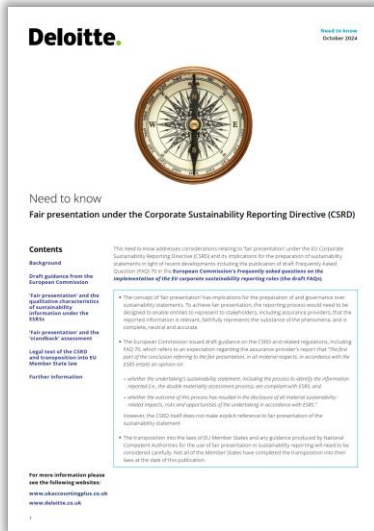 Deloitte.
Need to know
October 2024
Need to know
Fair presentation under the Corporate Sustainability Reporting Directive (CSRD)
Contents
Background
Draft guidance from the
European Commission
'Fair presentation' and the
qualitative characteristics
of sustainability
information under the
ESRSs
'Fair presentation' and the
'standback' assessment
Legal text of the CSRD
and transposition into EU
Member State law
Further information
For more information please
see the following websites:
www.ukaccountingplus.co.uk
www.deloitte.co.uk
This need to know addresses considerations relating to 'fair presentation' under the EU Corporate
Sustainability Reporting Directive (CSRD) and its implications for the preparation of sustainability
statements in light of recent developments including the publication of draft Frequently Asked
Question (FAQ) 70 in the European Commission's Frequently asked questions on the
implementation of the EU corporate sustainability reporting rules (the draft FAQs).
• The concept of 'fair presentation' has implications for the preparation of and governance over
sustainability statements. To achieve fair presentation, the reporting process would need to be
designed to enable entities to represent to stakeholders, including assurance providers, that the
reported information is relevant, faithfully represents the substance of the phenomena, and is
complete, neutral and accurate
• The European Commission issued draft guidance on the CSRD and related regulations, including
FAQ 70, which refers to an expectation regarding the assurance provider's report that "The first
part of the conclusion referring to the fair presentation, in all material respects, in accordance with the
ESRS entails an opinion on:
– whether the undertaking's sustainability statement, including the process to identify the information
reported (i.e., the double materiality assessment process), are compliant with ESRS; and
– whether the outcome of this process has resulted in the disclosure of all material sustainability-
related impacts, risks and opportunities of the undertaking in accordance with ESRS."
However, the CSRD itself does not make explicit reference to fair presentation of the
sustainability statement
• The transposition into the laws of EU Member States and any guidance produced by National
Competent Authorities for the use of fair presentation in sustainability reporting will need to be
considered carefully. Not all of the Member States have completed the transposition into their
laws at the date of this publication.
1